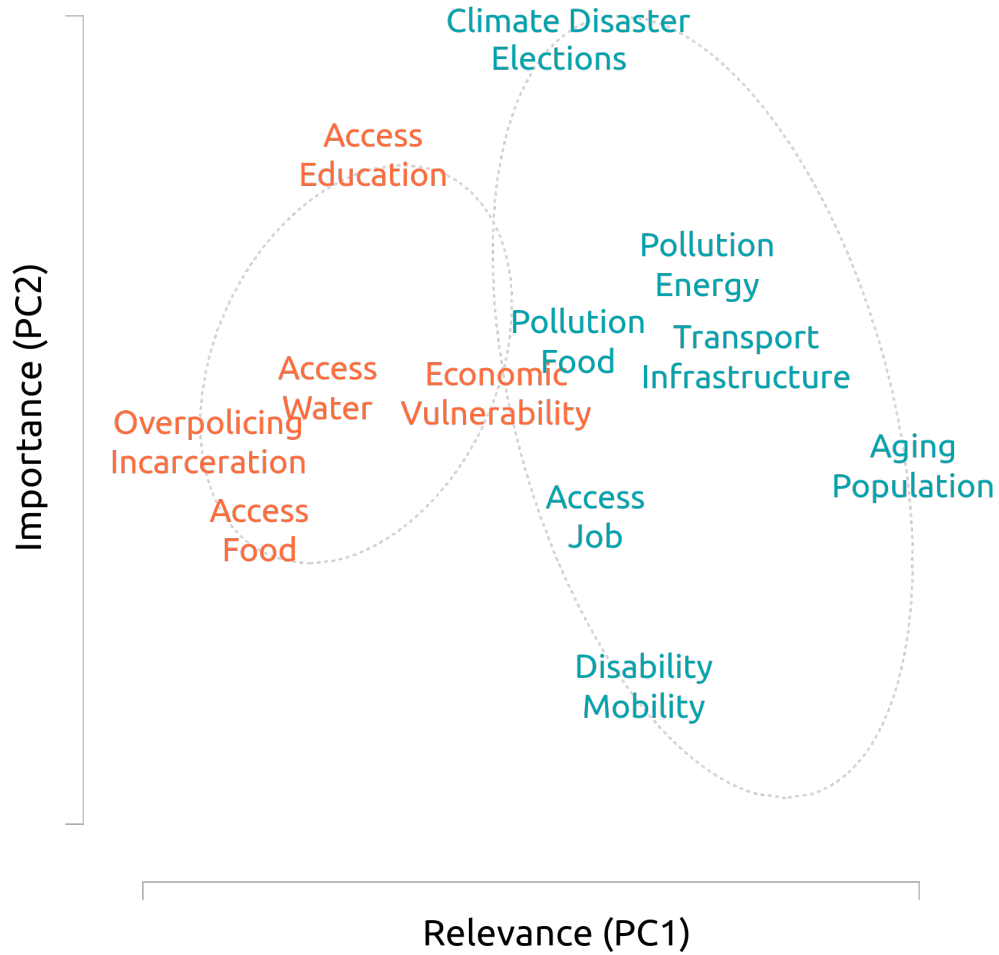 Climate Disaster
Elections
Access
Education
Pollution
Energy
Pollution
Food
Transport
Infrastructure
Access
Water
Economic
Vulnerability
Overpolicing
Incarceration
Aging
Population
Access
Food
Access
Job
Disability
Mobility
Importance (PC2)
Relevance (PC1)